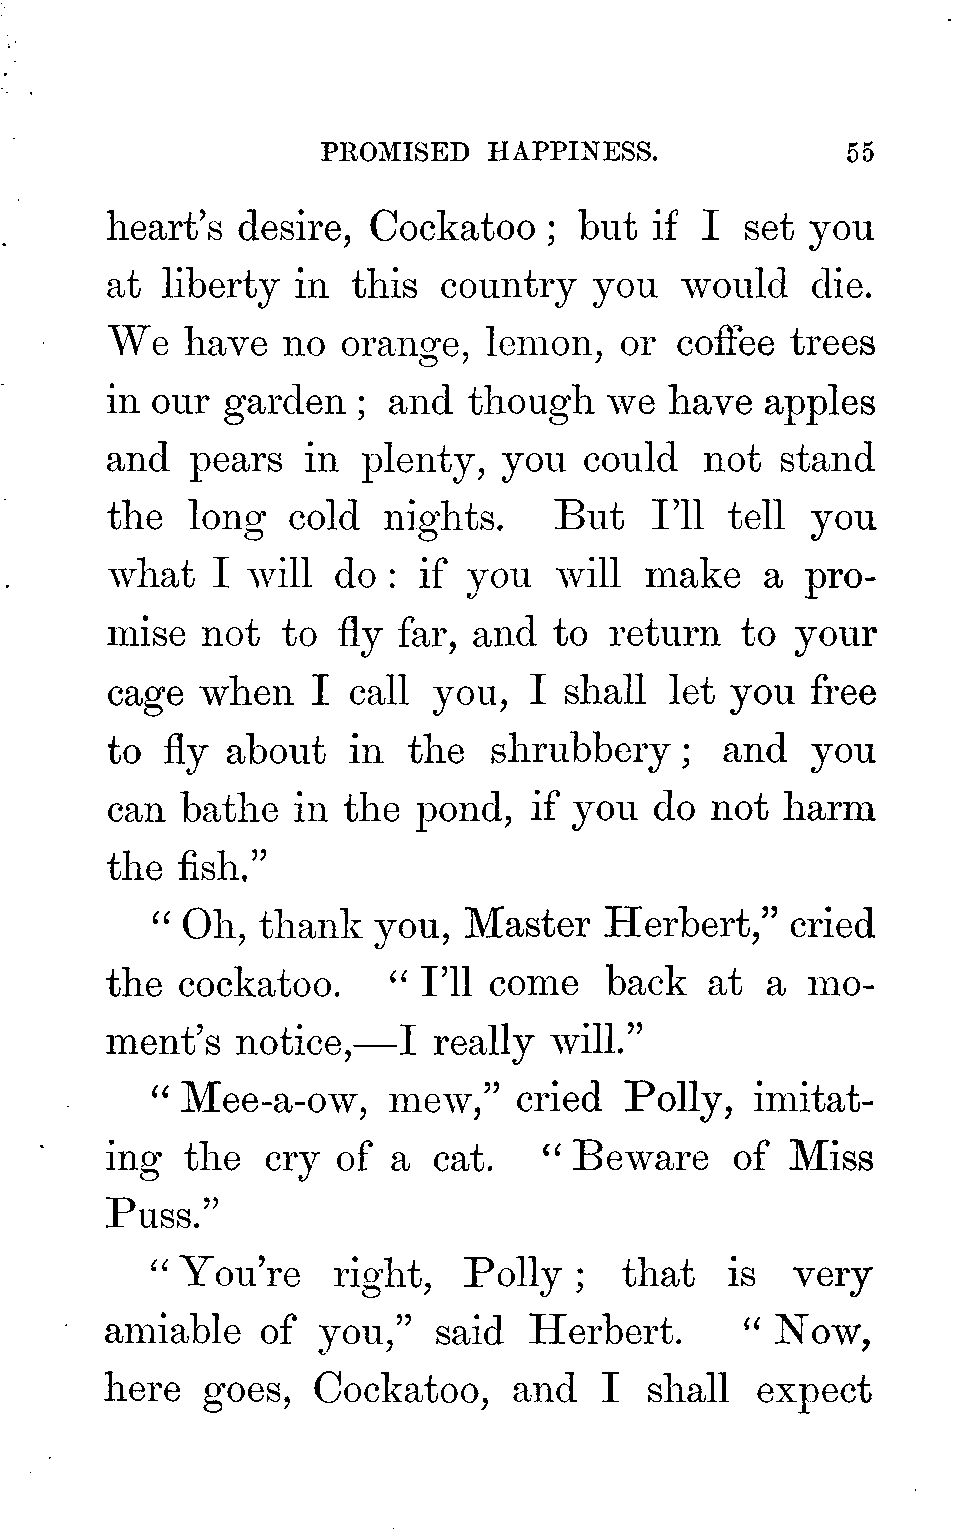 PROMISED HAPPINESS. 55
heart's desire, Cockatoo ; but if I set you
at liberty in this country you would die.
We have no orange, lemon, or coffee trees
in our garden ; and though we have apples
and pears in plenty, you could not stand
the long cold nights. But I'll tell you
what I will do : if you will make a pro-
mise not to fly far, and to return to your
cage when I call you, I shall let you free
to fly about in the shrubbery ; and you
can bathe in the pond, if you do not harm
the fish."
" Oh, thank you, Master Herbert," cried
the cockatoo. " I'll come back at a mo-
ment's notice,—I really will."
" Mee-a-ow, mew," cried Polly, imitat-
ing the cry of a cat. " Beware of Miss
Puss."
" You're right, Polly ; that is very
amiable of you," said Herbert. " Now,
here goes, Cockatoo, and I shall expect